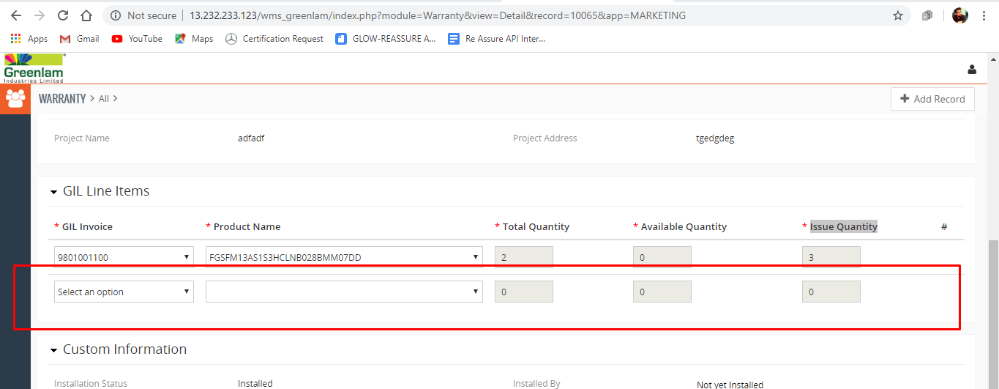 Not secure | 13.232.233.123/wms_greenlam/index.php?module=Warranty&view=Detail&record=10065&app=MARKETING
Apps Gmail YouTube Maps Certification Request GLOW-REASSURE A... Re Assure API Inter...
Greenlam
Industries Limited
WARRANTY > All > + Add Record
Project Name adfadf Project Address tgedgdeg
GIL Line Items
* GIL Invoice * Product Name * Total Quantity * Available Quantity * Issue Quantity #
9801001100 FGSFM13AS1S3HCLNB028BMM07DD 2 0 3
Select an option 0 0 0
Custom Information
Installation Status Installed Installed By Not yet Installed